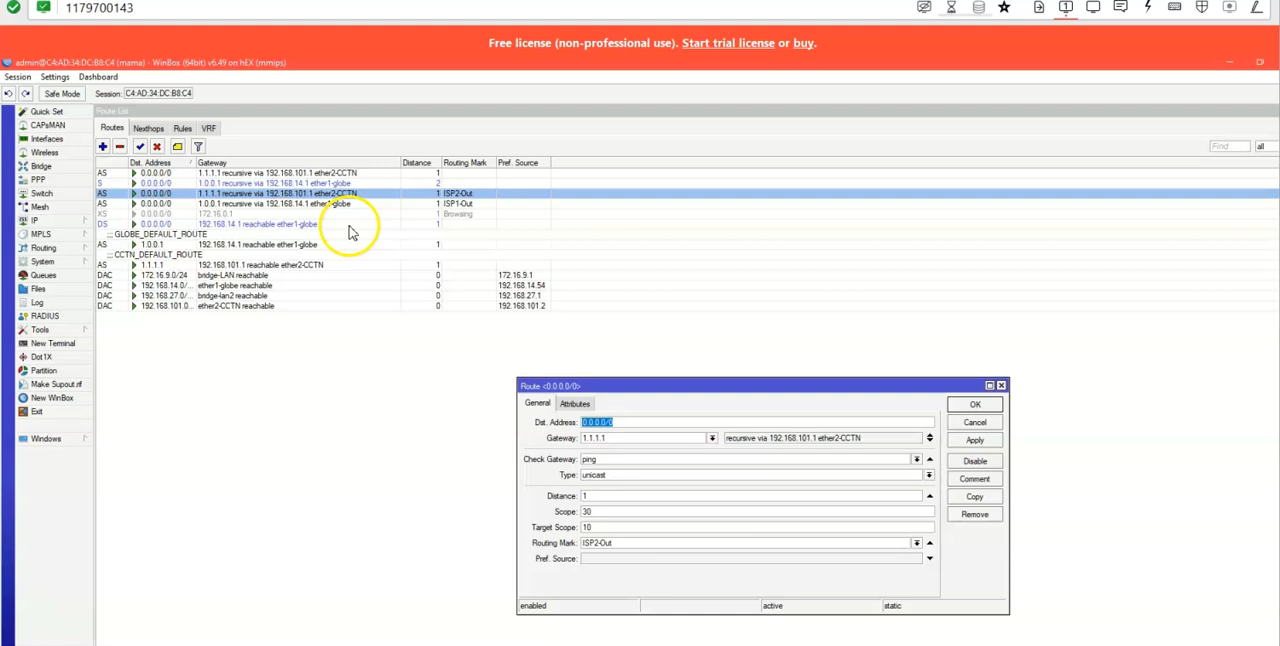 1179700143
1
Free license (non-professional use). Start trial license or buy.
admin@C4:AD:34:DC:B8:C4 (mama) - WinBox (64bit) v6.49 on hEX (mmips)
Session Settings Dashboard
Safe Mode Session: C4:AD:34:DC:B8:C4
Quick Set
CAPsMAN
Interfaces
Wireless
Bridge
PPP
Switch
Mesh
IP
MPLS
Routing
System
Queues
Files
Log
RADIUS
Tools
New Terminal
Dot1X
Partition
Make Supout.rif
New WinBox
Exit
Windows
Route List
Routes Nexthops Rules VRF
Find all
Dst. Address Gateway Distance Routing Mark Pref. Source
AS 0.0.0.0/0 1.1.1.1 recursive via 192.168.101.1 ether2-CCTN 1
S 0.0.0.0/0 1.0.0.1 recursive via 192.168.14.1 ether1-globe 2
AS 0.0.0.0/0 1.1.1.1 recursive via 192.168.101.1 ether2-CCTN 1 ISP2-Out
AS 0.0.0.0/0 1.0.0.1 recursive via 192.168.14.1 ether1-globe 1 ISP1-Out
XS 0.0.0.0/0 172.16.0.1 1 Browsing
DS 0.0.0.0/0 192.168.14.1 reachable ether1-globe 1
;;; GLOBE_DEFAULT_ROUTE
AS 1.0.0.1 192.168.14.1 reachable ether1-globe 1
;;; CCTN_DEFAULT_ROUTE
AS 1.1.1.1 192.168.101.1 reachable ether2-CCTN 1
DAC 172.16.9.0/24 bridge-LAN reachable 0 172.16.9.1
DAC 192.168.14.0/... ether1-globe reachable 0 192.168.14.54
DAC 192.168.27.0/... bridge-lan2 reachable 0 192.168.27.1
DAC 192.168.101.0... ether2-CCTN reachable 0 192.168.101.2
Route <0.0.0.0/0>
General Attributes
Dst. Address: 0.0.0.0/0
Gateway: 1.1.1.1 recursive via 192.168.101.1 ether2-CCTN
Check Gateway: ping
Type: unicast
Distance: 1
Scope: 30
Target Scope: 10
Routing Mark: ISP2-Out
Pref. Source:
OK
Cancel
Apply
Disable
Comment
Copy
Remove
enabled active static